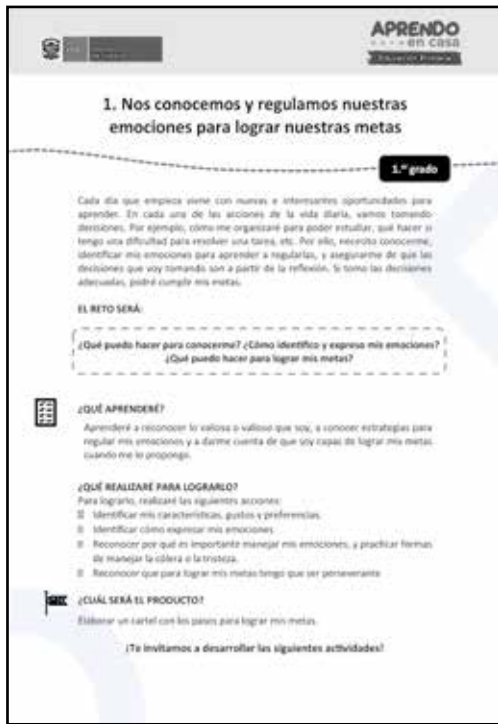 APRENDO
en casa
Educación Primaria
1. Nos conocemos y regulamos nuestras
emociones para lograr nuestras metas
1.er grado
Cada día que empieza viene con nuevas e interesantes oportunidades para
aprender. En cada una de las acciones de la vida diaria, vamos tomando
decisiones. Por ejemplo, cómo me organizaré para poder estudiar, qué hacer si
tengo una dificultad para resolver una tarea, etc. Por ello, necesito conocerme,
identificar mis emociones para aprender a regularlas, y asegurarme de que las
decisiones que voy tomando son a partir de la reflexión. Si tomo las decisiones
adecuadas, podré cumplir mis metas.
EL RETO SERÁ:
¿Qué puedo hacer para conocerme? ¿Cómo identifico y expreso mis emociones?
¿Qué puedo hacer para lograr mis metas?
¿QUÉ APRENDERÉ?
Aprenderé a reconocer lo valiosa o valioso que soy, a conocer estrategias para
regular mis emociones y a darme cuenta de que soy capaz de lograr mis metas
cuando me lo propongo.
¿QUÉ REALIZARÉ PARA LOGRARLO?
Para lograrlo, realizaré las siguientes acciones:
Identificar mis características, gustos y preferencias.
Identificar cómo expresar mis emociones
Reconocer por qué es importante manejar mis emociones, y practicar formas
de manejar la cólera o la tristeza.
Reconocer que para lograr mis metas tengo que ser perseverante
¿CUÁL SERÁ EL PRODUCTO?
Elaborar un cartel con los pasos para lograr mis metas.
¡Te invitamos a desarrollar las siguientes actividades!